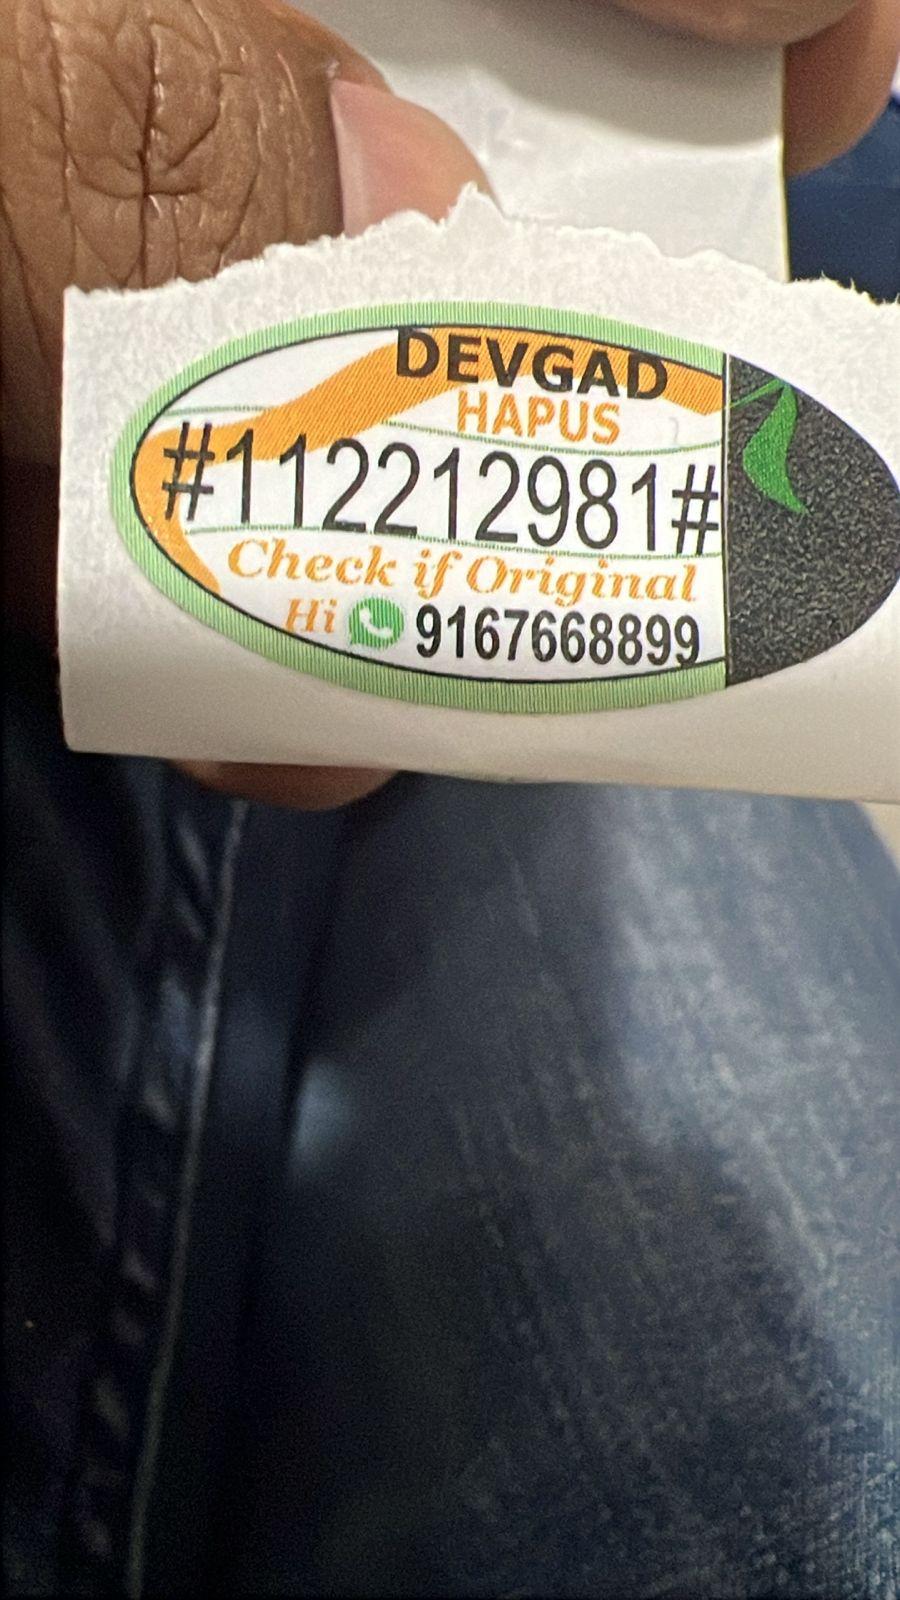 DEVGAD
HAPUS
#112212981#
Check if Original
Hi 9167668899